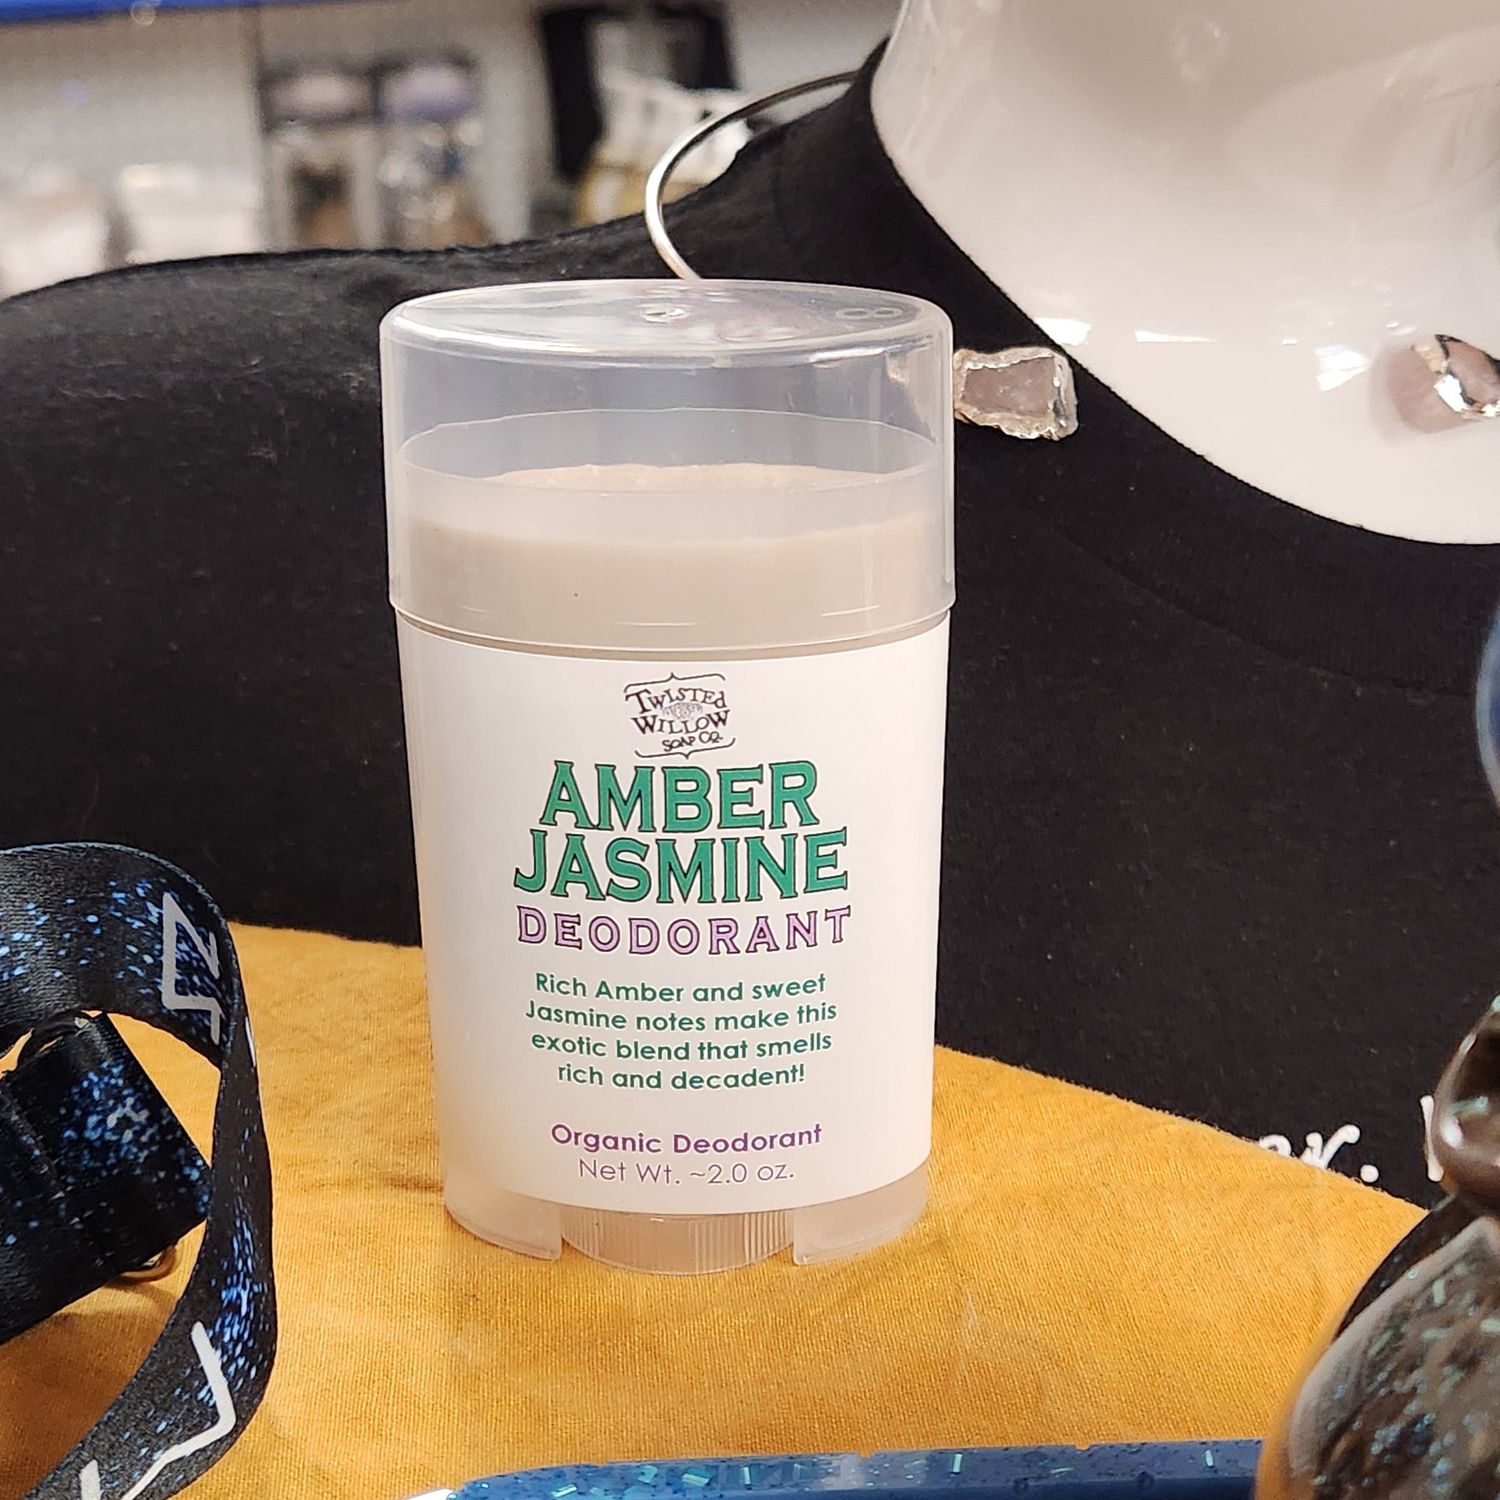 TWISTED
WILLOW
SOAP CO.
AMBER
JASMINE
DEODORANT
Rich Amber and sweet
Jasmine notes make this
exotic blend that smells
rich and decadent!
Organic Deodorant
Net Wt. ~2.0 oz.